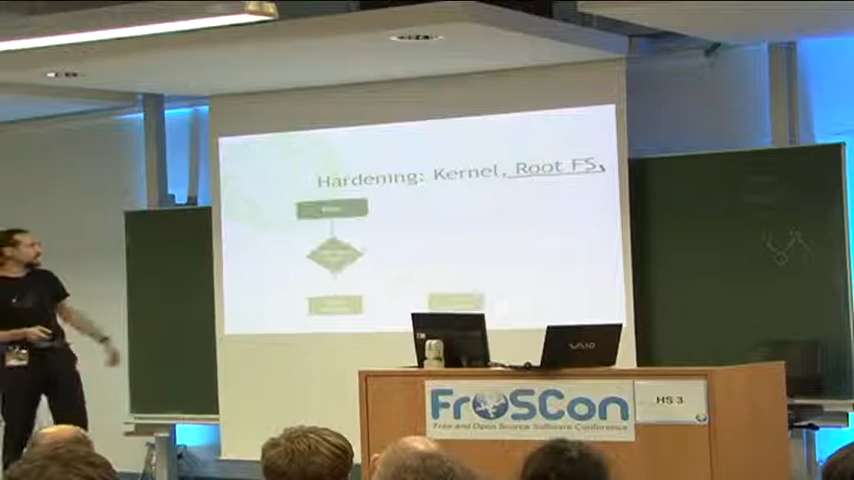 Hardening: Kernel, Root FS,
VAIO
FrOSCon
Free and Open Source Software Conference
HS 3